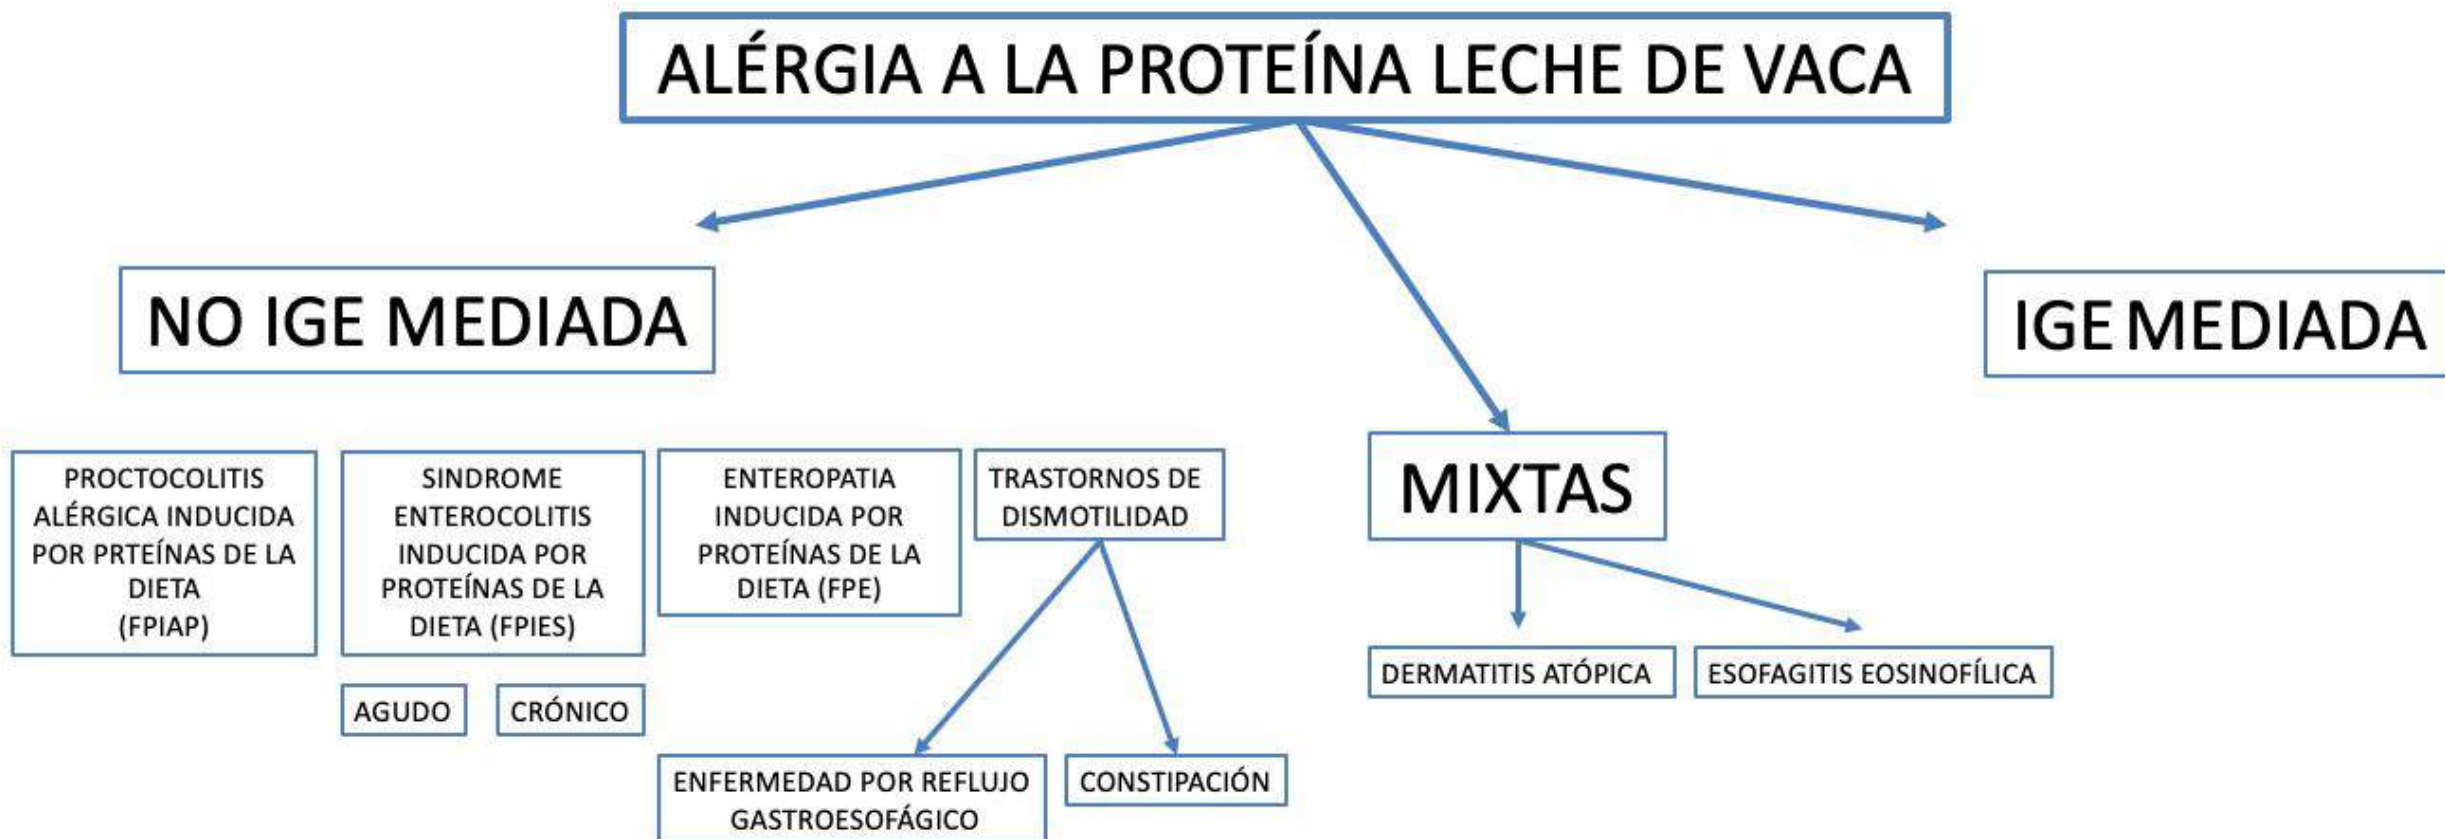 ALÉRGIA A LA PROTEÍNA LECHE DE VACA
NO IGE MEDIADA
IGE MEDIADA
PROCTOCOLITIS
ALÉRGICA INDUCIDA
POR PRTEÍNAS DE LA
DIETA
(FPIAP)
SINDROME
ENTEROCOLITIS
INDUCIDA POR
PROTEÍNAS DE LA
DIETA (FPIES)
ENTEROPATIA
INDUCIDA POR
PROTEÍNAS DE LA
DIETA (FPE)
TRASTORNOS DE
DISMOTILIDAD
MIXTAS
AGUDO
CRÓNICO
DERMATITIS ATÓPICA
ESOFAGITIS EOSINOFÍLICA
ENFERMEDAD POR REFLUJO
GASTROESOFÁGICO
CONSTIPACIÓN